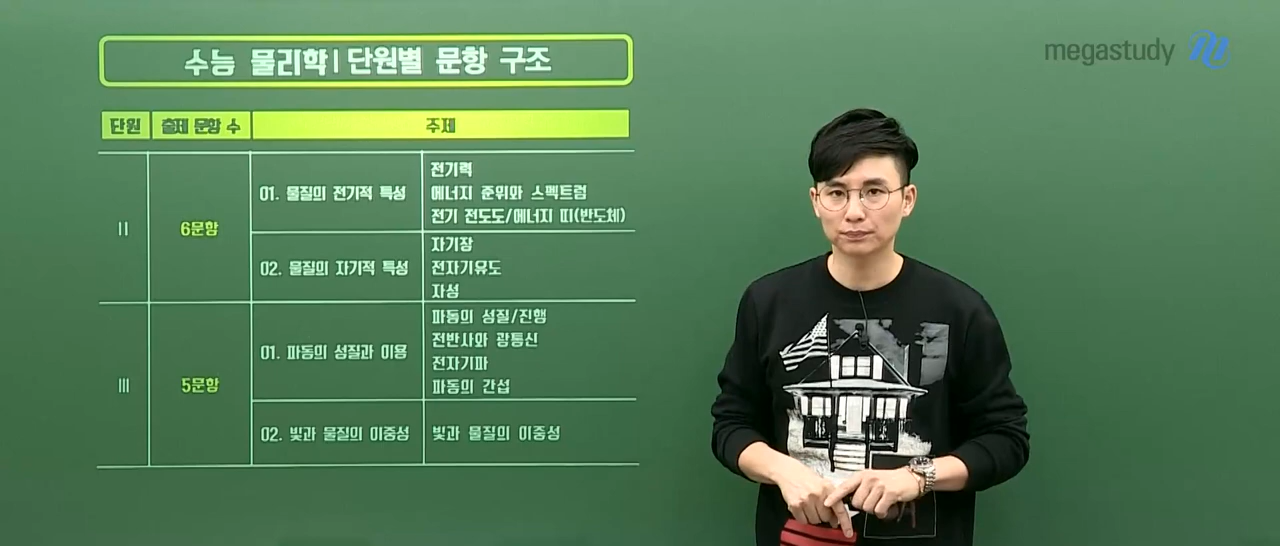 수능 물리학Ⅰ 단원별 문항 구조
megastudy
단원 출제 문항 수 주제
Ⅱ 6문항
01. 물질의 전기적 특성
전기력
에너지 준위와 스펙트럼
전기 전도도/에너지 띠(반도체)
02. 물질의 자기적 특성
자기장
전자기유도
자성
Ⅲ 5문항
01. 파동의 성질과 이용
파동의 성질/진행
전반사와 광통신
전자기파
파동의 간섭
02. 빛과 물질의 이중성
빛과 물질의 이중성